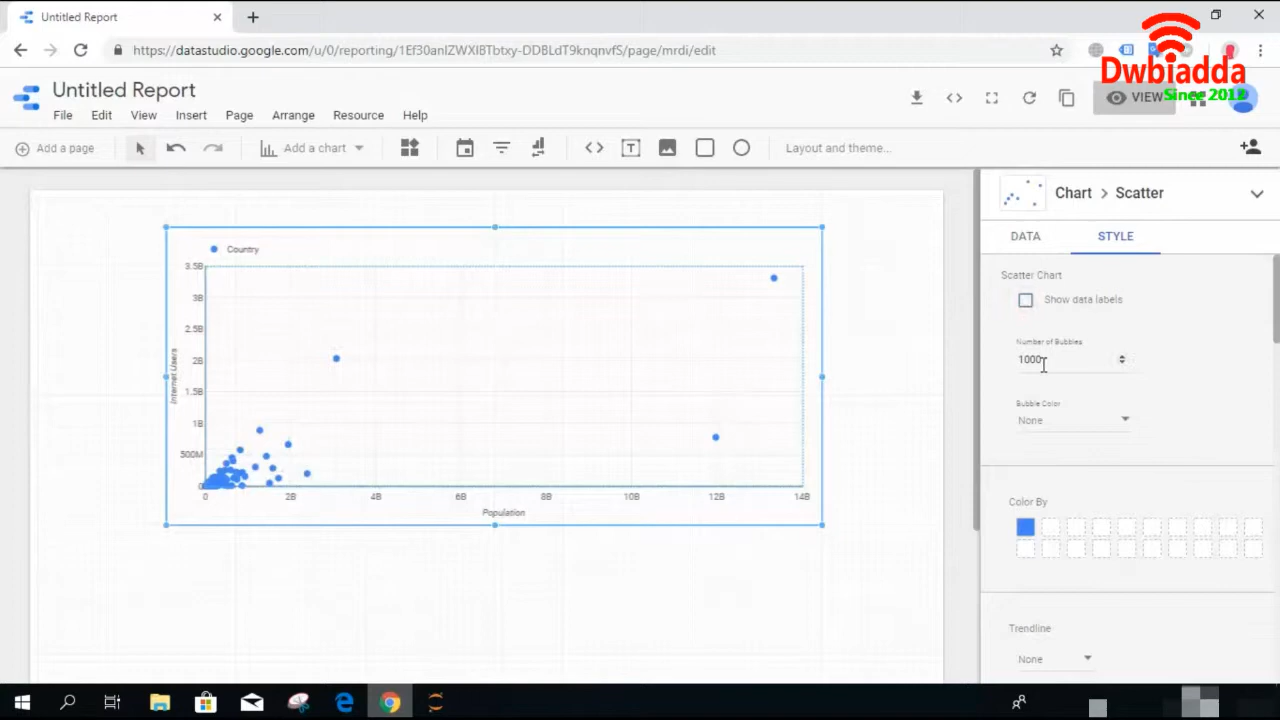 Untitled Report
https://datastudio.google.com/u/0/reporting/1Ef30anIZWXIBTbtxy-DDBLdT9knqnvfS/page/mrdi/edit
Dwbiadda
Since 2012
Untitled Report
VIEW
File Edit View Insert Page Arrange Resource Help
Add a page
Add a chart
Layout and theme...
Chart > Scatter
DATA
STYLE
Country
3.5B
3B
2.5B
2B
1.5B
1B
500M
0
Internet Users
0 2B 4B 6B 8B 10B 12B 14B
Population
Scatter Chart
Show data labels
Number of Bubbles
1000
Bubble Color
None
Color By
Trendline
None